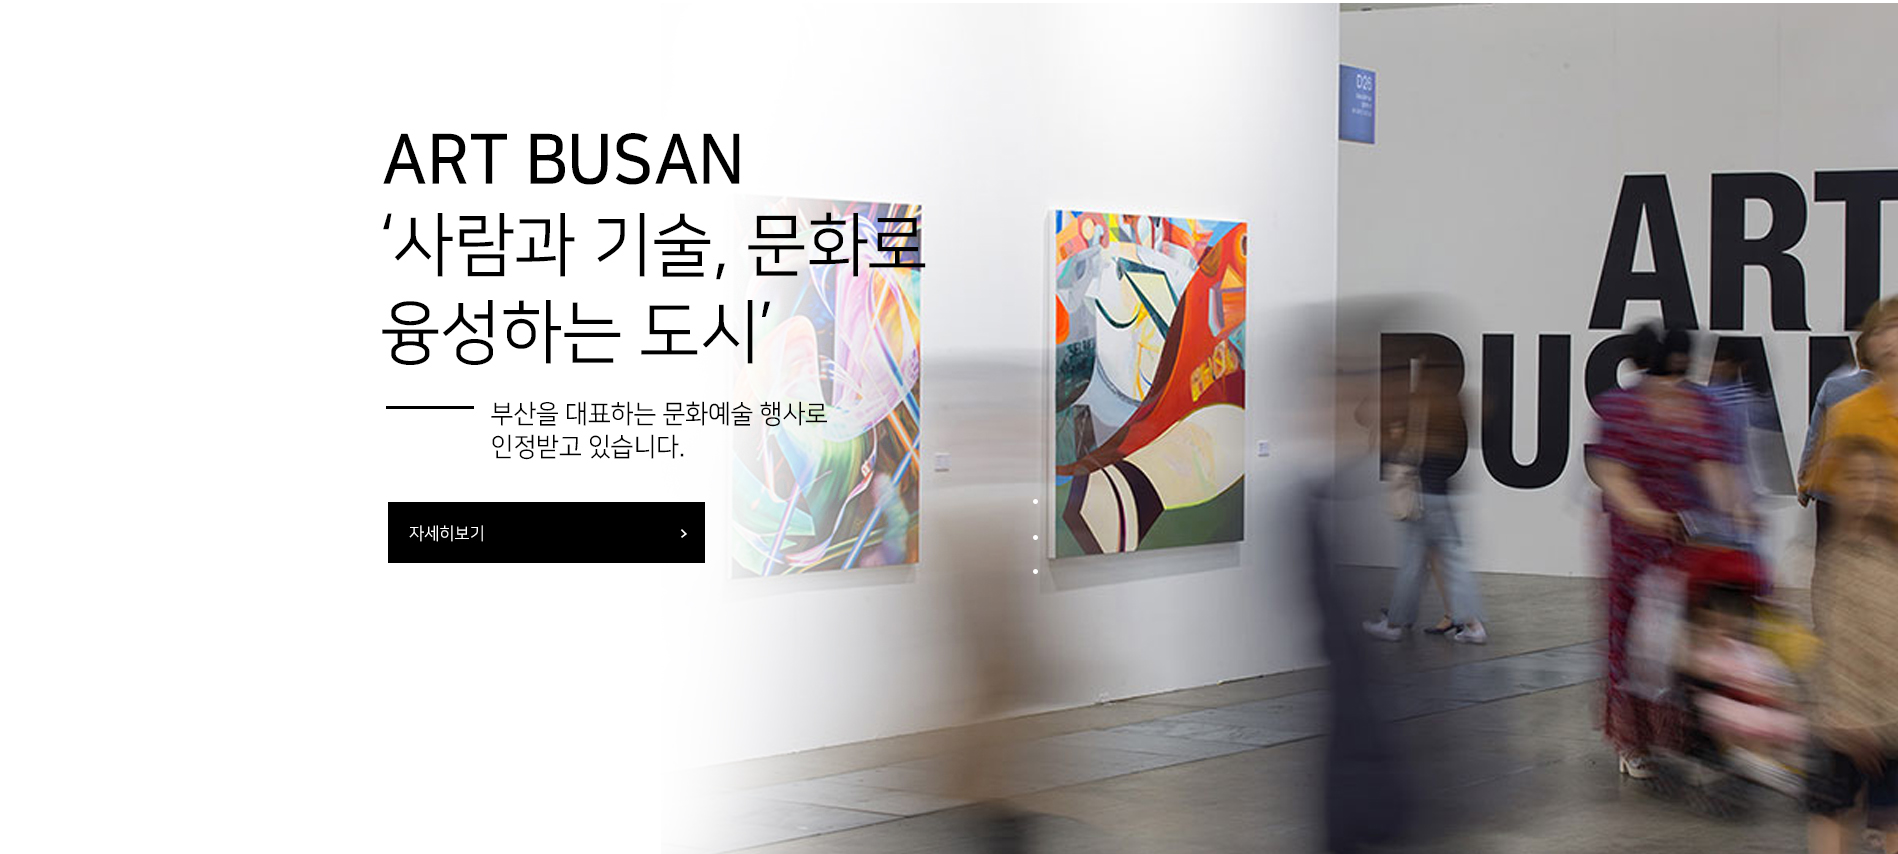 ART BUSAN
‘사람과 기술, 문화로
융성하는 도시’
부산을 대표하는 문화예술 행사로
인정받고 있습니다.
자세히보기 >
D26
ART
BUSAN